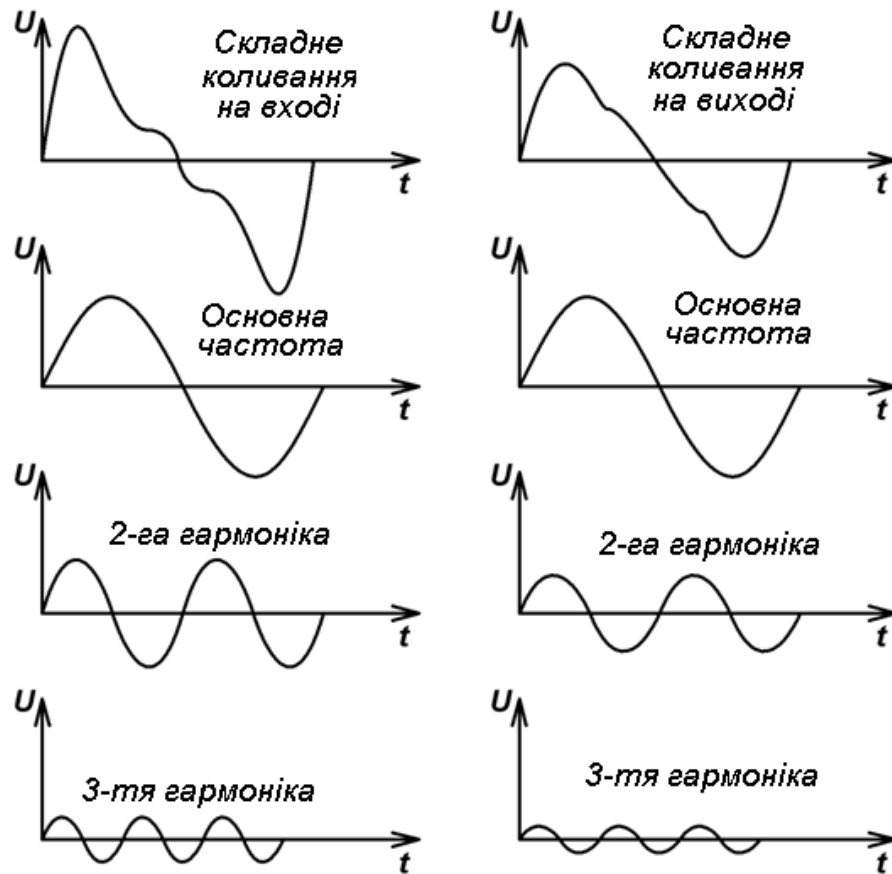 U
Складне
коливання
на вході
t
U
Складне
коливання
на виході
t
U
Основна
частота
t
U
Основна
частота
t
U
2-га гармоніка
t
U
2-га гармоніка
t
U
3-тя гармоніка
t
U
3-тя гармоніка
t